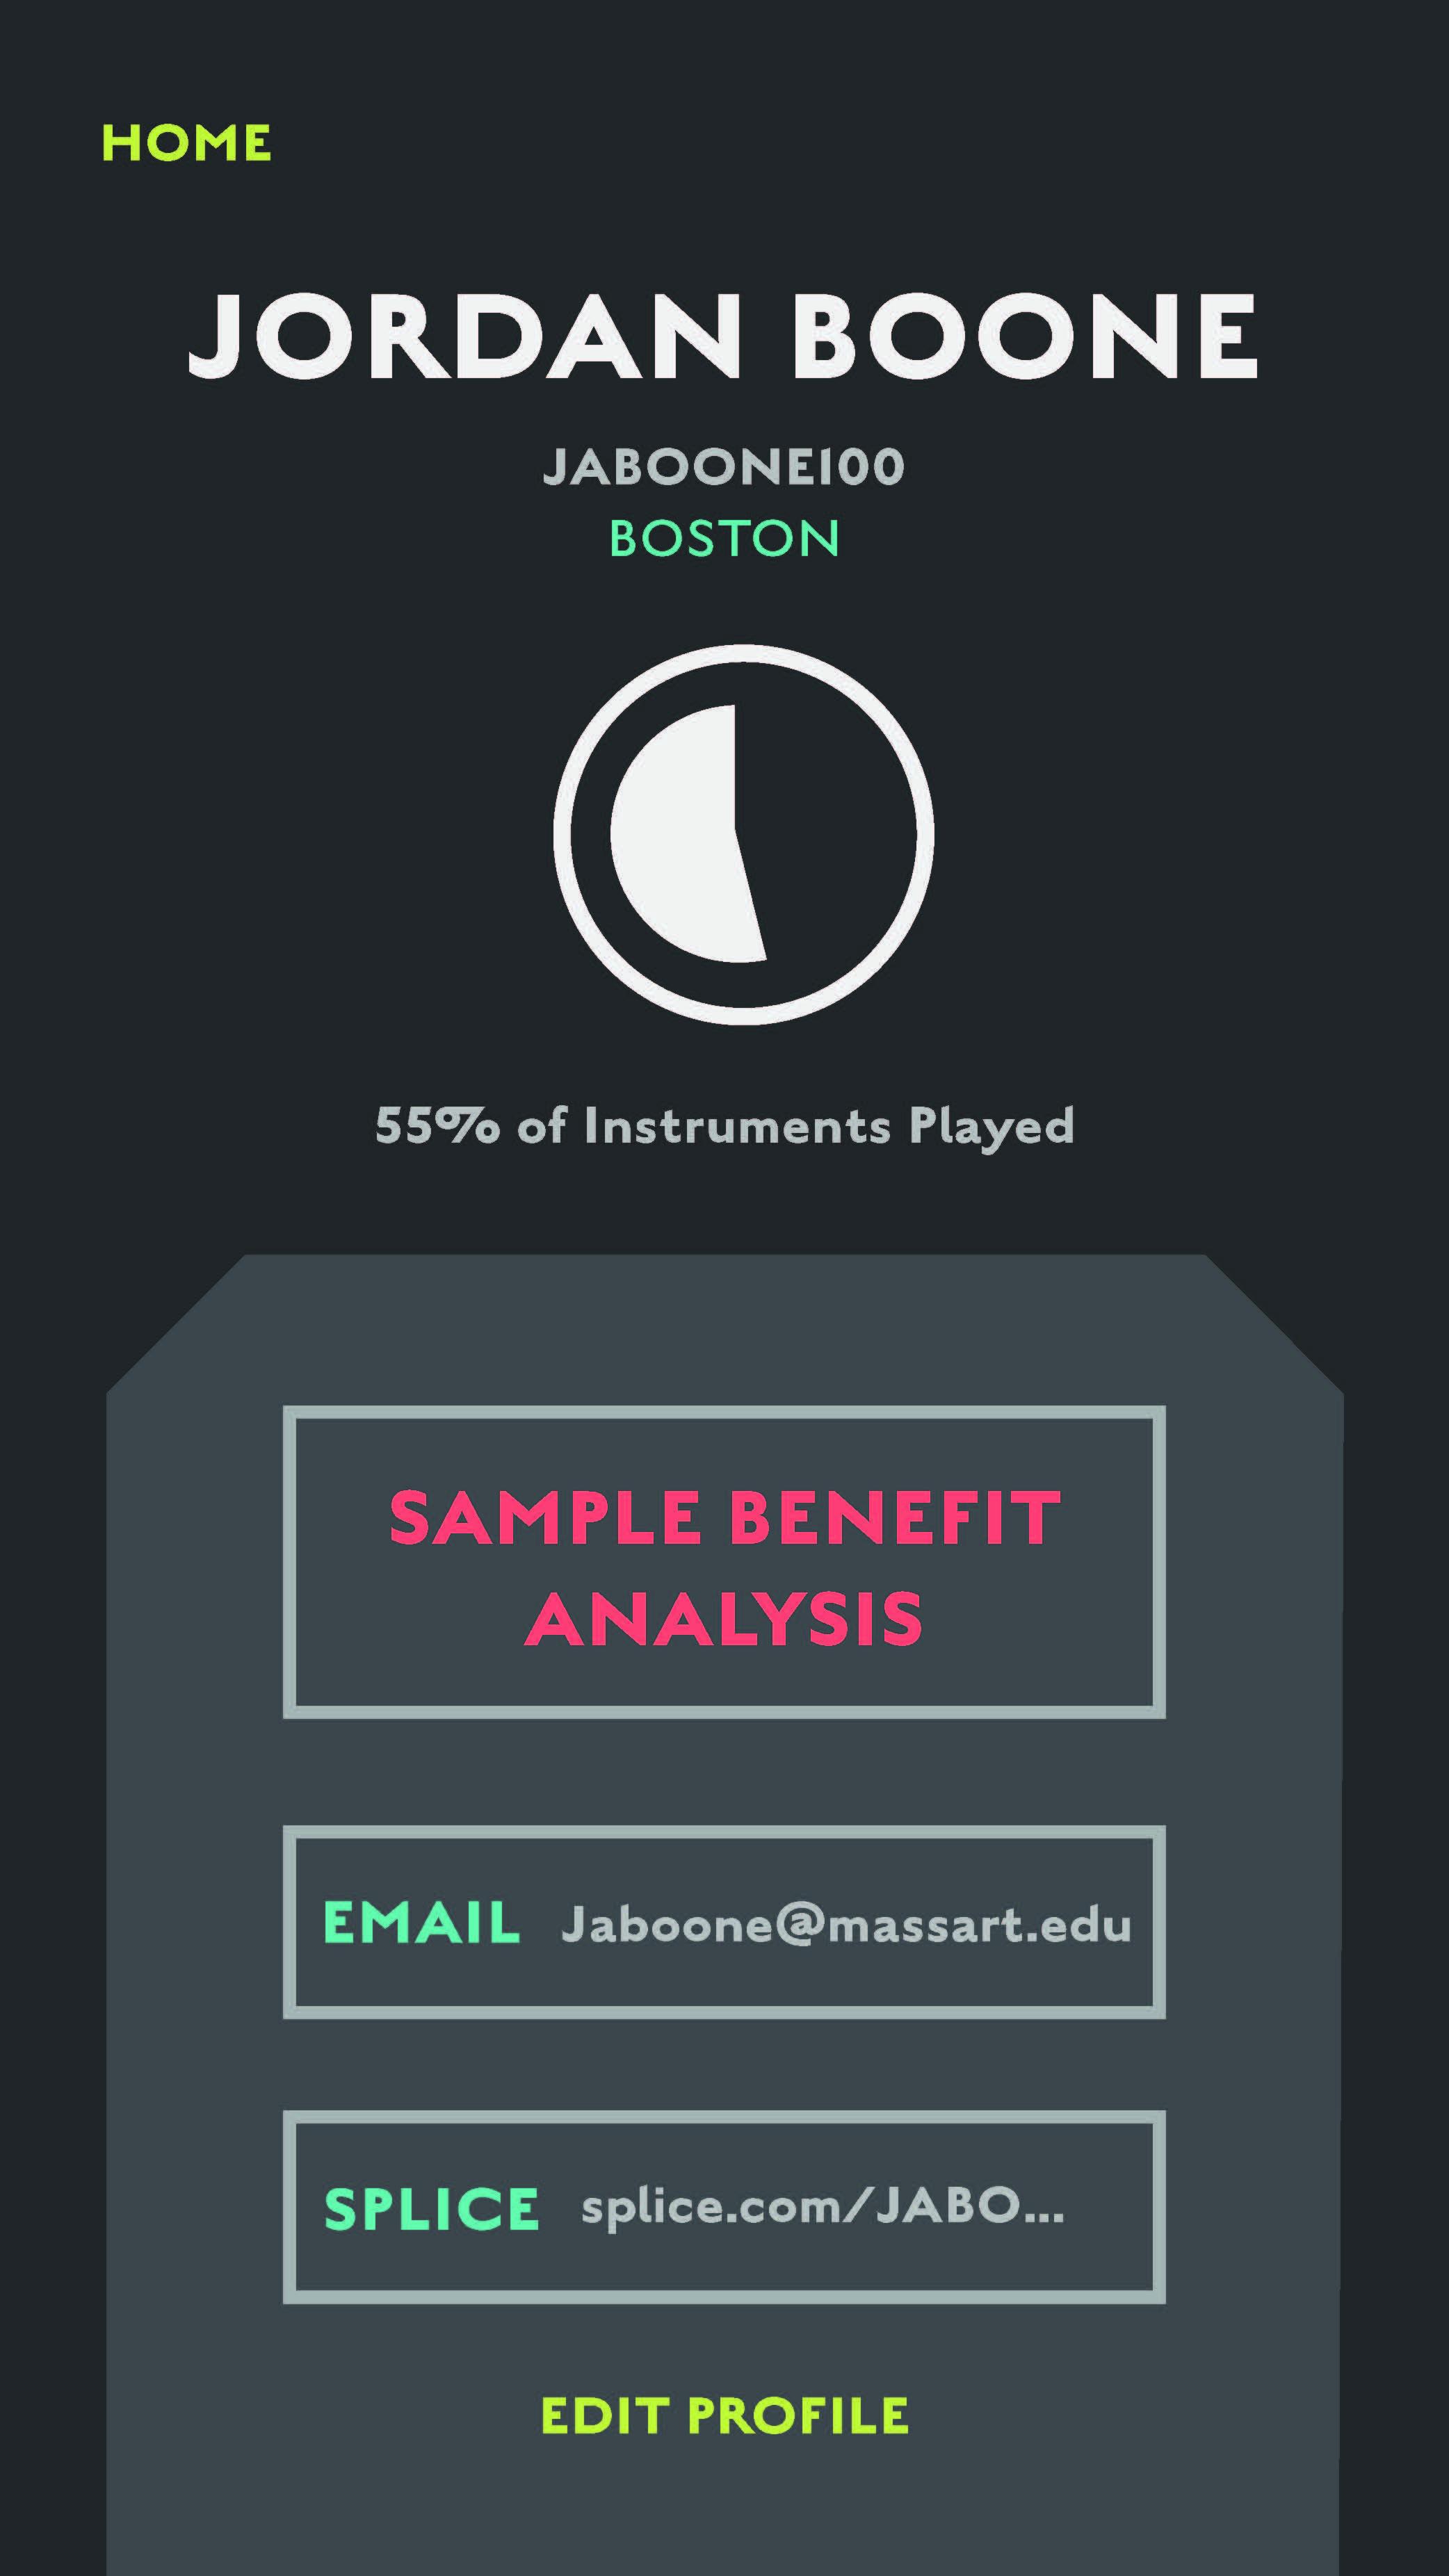 HOME
JORDAN BOONE
JABOONE100
BOSTON
55% of Instruments Played
SAMPLE BENEFIT
ANALYSIS
EMAIL Jaboone@massart.edu
SPLICE splice.com/JABO...
EDIT PROFILE